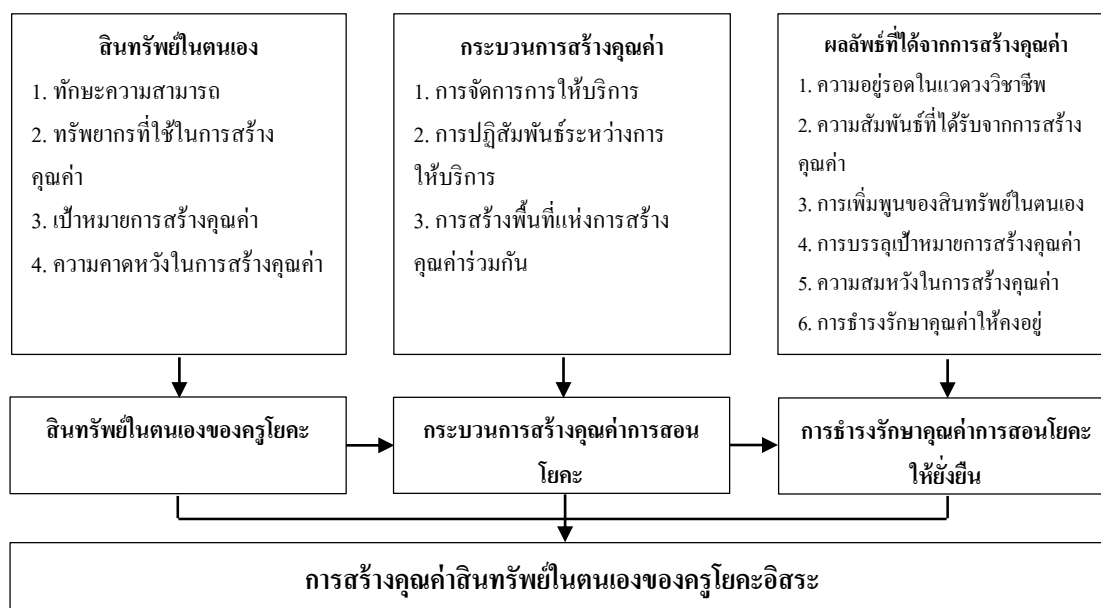 สินทรัพย์ในตนเอง
1. ทักษะความสามารถ
2. ทรัพยากรที่ใช้ในการสร้าง
คุณค่า
3. เป้าหมายการสร้างคุณค่า
4. ความคาดหวังในการสร้างคุณค่า
กระบวนการสร้างคุณค่า
1. การจัดการการให้บริการ
2. การปฏิสัมพันธ์ระหว่างการ
ให้บริการ
3. การสร้างพื้นที่แห่งการสร้าง
คุณค่าร่วมกัน
ผลลัพธ์ที่ได้จากการสร้างคุณค่า
1. ความอยู่รอดในแวดวงวิชาชีพ
2. ความสัมพันธ์ที่ได้รับจากการสร้าง
คุณค่า
3. การเพิ่มพูนของสินทรัพย์ในตนเอง
4. การบรรลุเป้าหมายการสร้างคุณค่า
5. ความสมหวังในการสร้างคุณค่า
6. การธำรงรักษาคุณค่าให้คงอยู่
สินทรัพย์ในตนเองของครูโยคะ
กระบวนการสร้างคุณค่าการสอน
โยคะ
การธำรงรักษาคุณค่าการสอนโยคะ
ให้ยั่งยืน
การสร้างคุณค่าสินทรัพย์ในตนเองของครูโยคะอิสระ